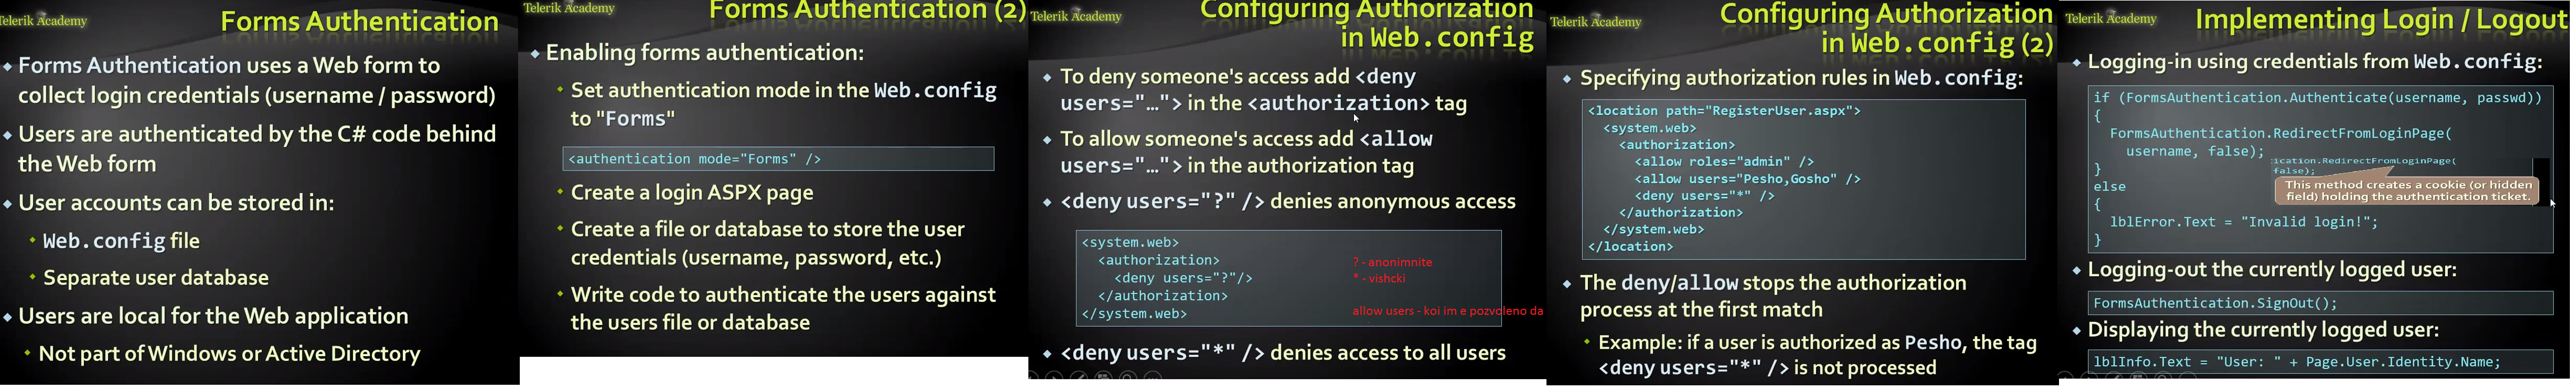 Telerik Academy
Forms Authentication
Forms Authentication uses a Web form to
collect login credentials (username / password)
Users are authenticated by the C# code behind
the Web form
User accounts can be stored in:
Web.config file
Separate user database
Users are local for the Web application
Not part of Windows or Active Directory
Telerik Academy
Forms Authentication (2)
Enabling forms authentication:
Set authentication mode in the Web.config
to "Forms"
<authentication mode="Forms" />
Create a login ASPX page
Create a file or database to store the user
credentials (username, password, etc.)
Write code to authenticate the users against
the users file or database
Telerik Academy
Configuring Authorization
in Web.config
To deny someone's access add <deny
users="…"> in the <authorization> tag
To allow someone's access add <allow
users="…"> in the authorization tag
<deny users="?" /> denies anonymous access
<system.web>
<authorization>
<deny users="?"/>
</authorization>
</system.web>
? - anonimnite
* - vishcki
allow users - koi im e pozvoleno da
<deny users="*" /> denies access to all users
Telerik Academy
Configuring Authorization
in Web.config (2)
Specifying authorization rules in Web.config:
<location path="RegisterUser.aspx">
<system.web>
<authorization>
<allow roles="admin" />
<allow users="Pesho,Gosho" />
<deny users="*" />
</authorization>
</system.web>
</location>
The deny/allow stops the authorization
process at the first match
Example: if a user is authorized as Pesho, the tag
<deny users="*" /> is not processed
Telerik Academy
Implementing Login / Logout
Logging-in using credentials from Web.config:
if (FormsAuthentication.Authenticate(username, passwd))
{
FormsAuthentication.RedirectFromLoginPage(
username, false);
ication.RedirectFromLoginPage(
false);
}
This method creates a cookie (or hidden
field) holding the authentication ticket.
else
{
lblError.Text = "Invalid login!";
}
Logging-out the currently logged user:
FormsAuthentication.SignOut();
Displaying the currently logged user:
lblInfo.Text = "User: " + Page.User.Identity.Name;